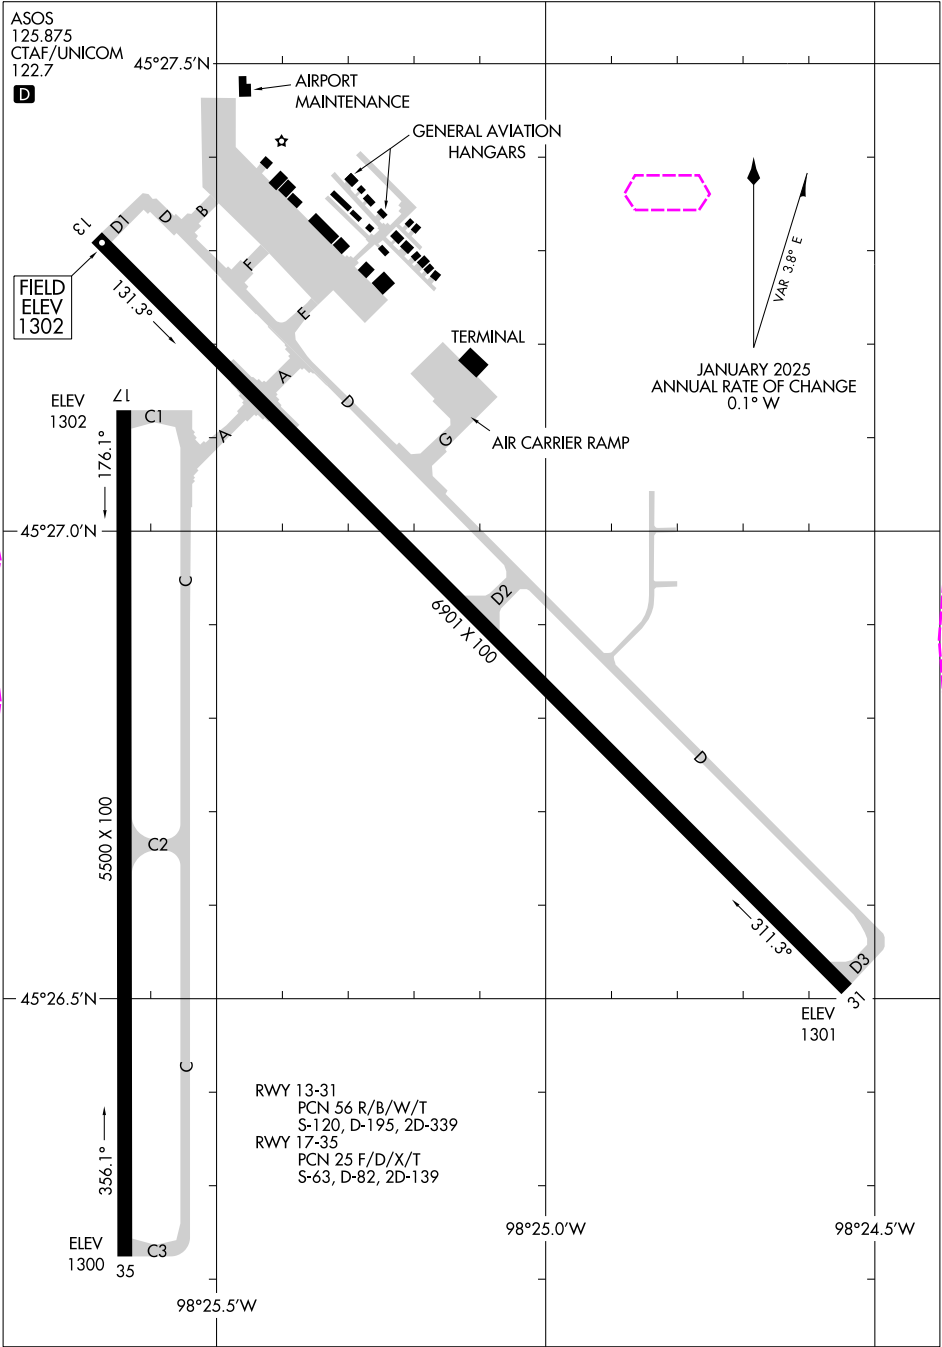 ASOS
125.875
CTAF/UNICOM
122.7
D
45°27.5'N
AIRPORT
MAINTENANCE
GENERAL AVIATION
HANGARS
13
D1
D
B
F
E
FIELD
ELEV
1302
131.3°
VAR 3.8° E
JANUARY 2025
ANNUAL RATE OF CHANGE
0.1° W
TERMINAL
A
D
A
G
AIR CARRIER RAMP
ELEV
1302
17
C1
176.1°
45°27.0'N
C
D2
6901 X 100
D
5500 X 100
C2
311.3°
D3
31
45°26.5'N
ELEV
1301
C
RWY 13-31
PCN 56 R/B/W/T
S-120, D-195, 2D-339
RWY 17-35
PCN 25 F/D/X/T
S-63, D-82, 2D-139
356.1°
ELEV
1300
35
C3
98°25.0'W
98°24.5'W
98°25.5'W